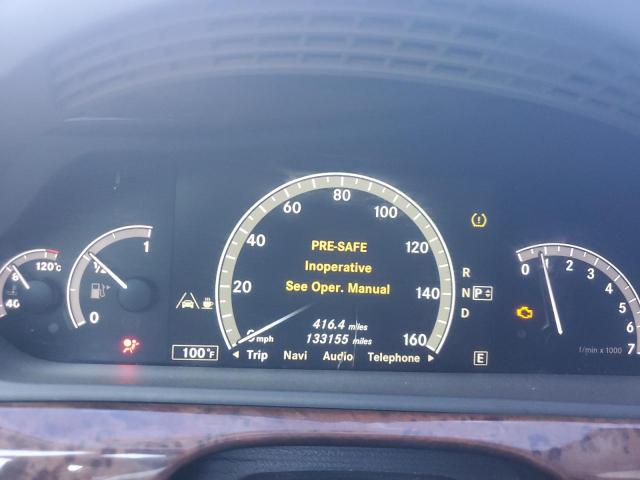 80
60
100
40
120
20
140
0 mph
160
PRE-SAFE
Inoperative
See Oper. Manual
416.4 miles
133155 miles
Trip Navi Audio Telephone
120°C
40
1
1/2
0
100°F
R
N P
D
E
0 1 2 3 4 5 6 7
1/min x 1000